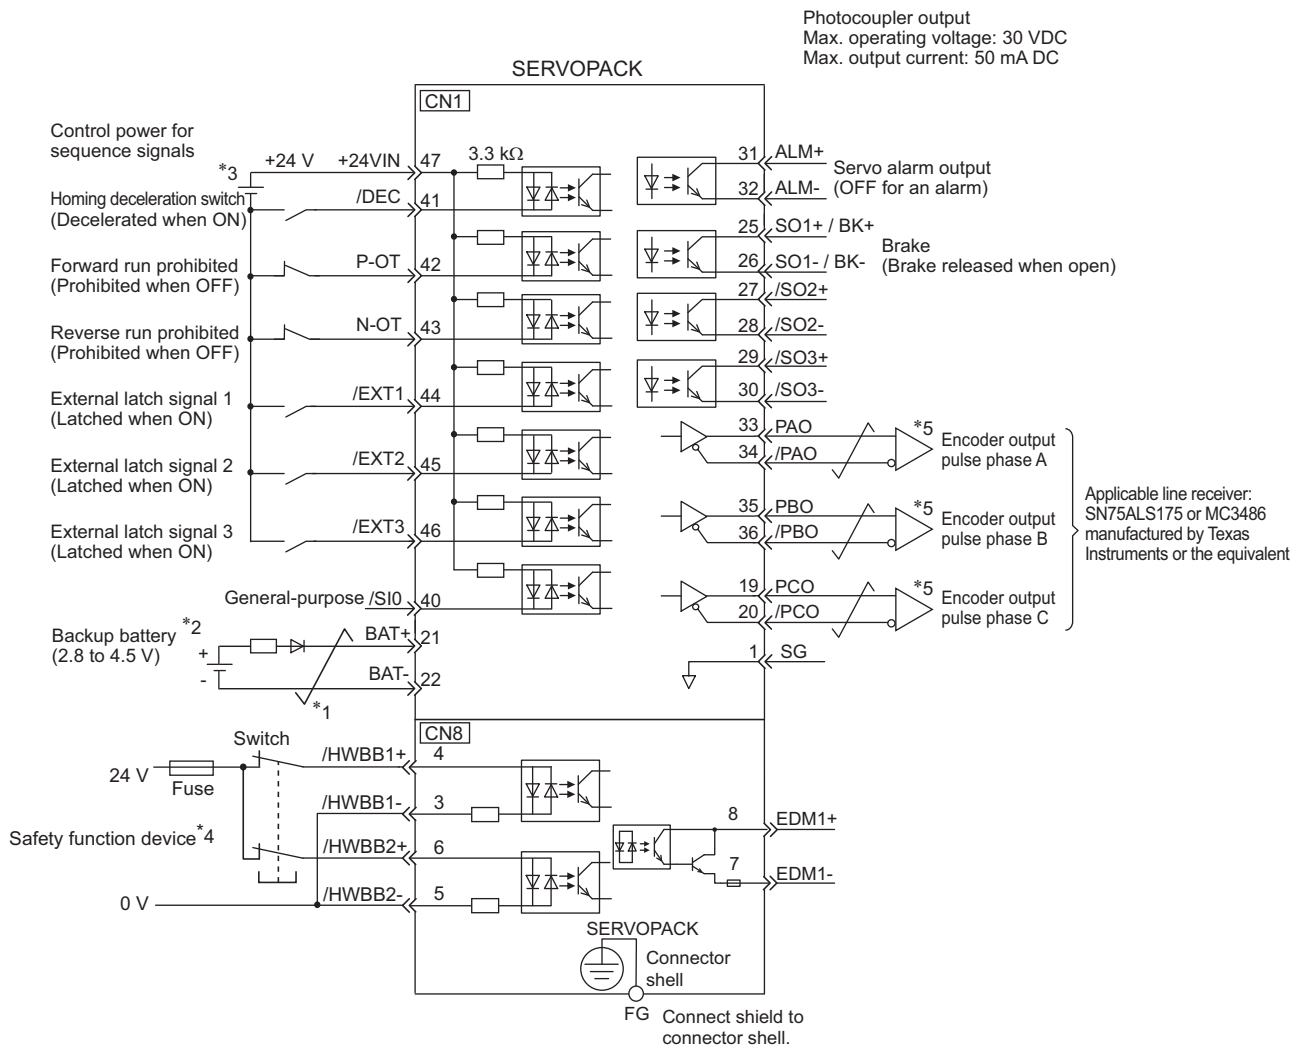 Photocoupler output
Max. operating voltage: 30 VDC
Max. output current: 50 mA DC
SERVOPACK
CN1
Control power for
sequence signals
*3
+24 V
+24VIN
47
3.3 kΩ
Homing deceleration switch
(Decelerated when ON)
/DEC
41
Forward run prohibited
(Prohibited when OFF)
P-OT
42
Reverse run prohibited
(Prohibited when OFF)
N-OT
43
External latch signal 1
(Latched when ON)
/EXT1
44
External latch signal 2
(Latched when ON)
/EXT2
45
External latch signal 3
(Latched when ON)
/EXT3
46
General-purpose /SI0
40
Backup battery *2
(2.8 to 4.5 V)
+
-
BAT+
21
BAT-
22
*1
31
ALM+
32
ALM-
Servo alarm output
(OFF for an alarm)
25
SO1+ / BK+
26
SO1- / BK-
Brake
(Brake released when open)
27
/SO2+
28
/SO2-
29
/SO3+
30
/SO3-
33
PAO
34
/PAO
*5
Encoder output
pulse phase A
35
PBO
36
/PBO
*5
Encoder output
pulse phase B
19
PCO
20
/PCO
*5
Encoder output
pulse phase C
Applicable line receiver:
SN75ALS175 or MC3486
manufactured by Texas
Instruments or the equivalent
1
SG
CN8
Switch
24 V
Fuse
/HWBB1+
4
/HWBB1-
3
Safety function device*4
/HWBB2+
6
0 V
/HWBB2-
5
8
EDM1+
7
EDM1-
SERVOPACK
Connector
shell
FG
Connect shield to
connector shell.